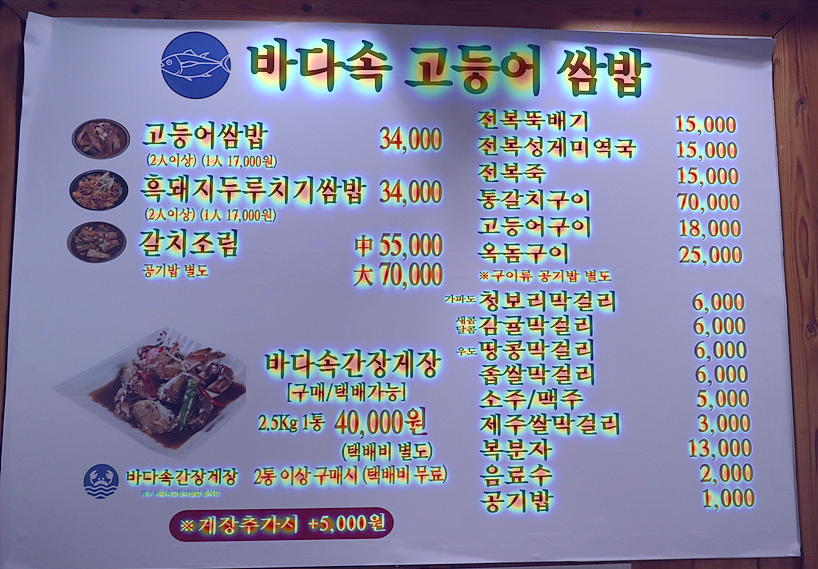 바다속 고등어 쌈밥
고등어쌈밥 34,000
(2人이상) (1人 17,000원)
흑돼지두루치기쌈밥 34,000
(2人이상) (1人 17,000원)
갈치조림 中 55,000
공기밥 별도 大 70,000
바다속간장게장
[구매/택배가능]
2.5Kg 1통 40,000원
(택배비 별도)
바다속간장게장 2통 이상 구매시 (택배비 무료)
※ 게장추가시 +5,000원
전복뚝배기 15,000
전복성게미역국 15,000
전복죽 15,000
통갈치구이 70,000
고등어구이 18,000
옥돔구이 25,000
※구이류 공기밥 별도
가파도 청보리막걸리 6,000
새콤달콤 감귤막걸리 6,000
우도 땅콩막걸리 6,000
좁쌀막걸리 6,000
소주/맥주 5,000
제주쌀막걸리 3,000
복분자 13,000
음료수 2,000
공기밥 1,000